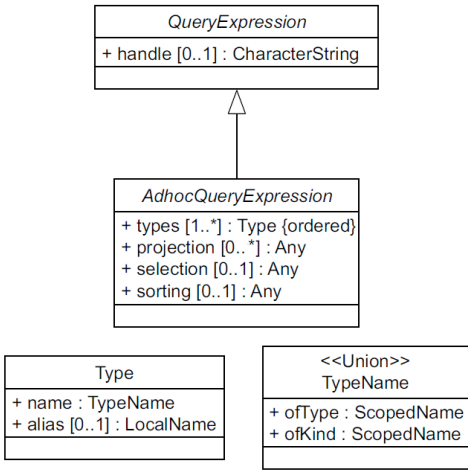 QueryExpression
+ handle [0..1] : CharacterString
AdhocQueryExpression
+ types [1..*] : Type {ordered}
+ projection [0..*] : Any
+ selection [0..1] : Any
+ sorting [0..1] : Any
Type
+ name : TypeName
+ alias [0..1] : LocalName
<<Union>>
TypeName
+ ofType : ScopedName
+ ofKind : ScopedName